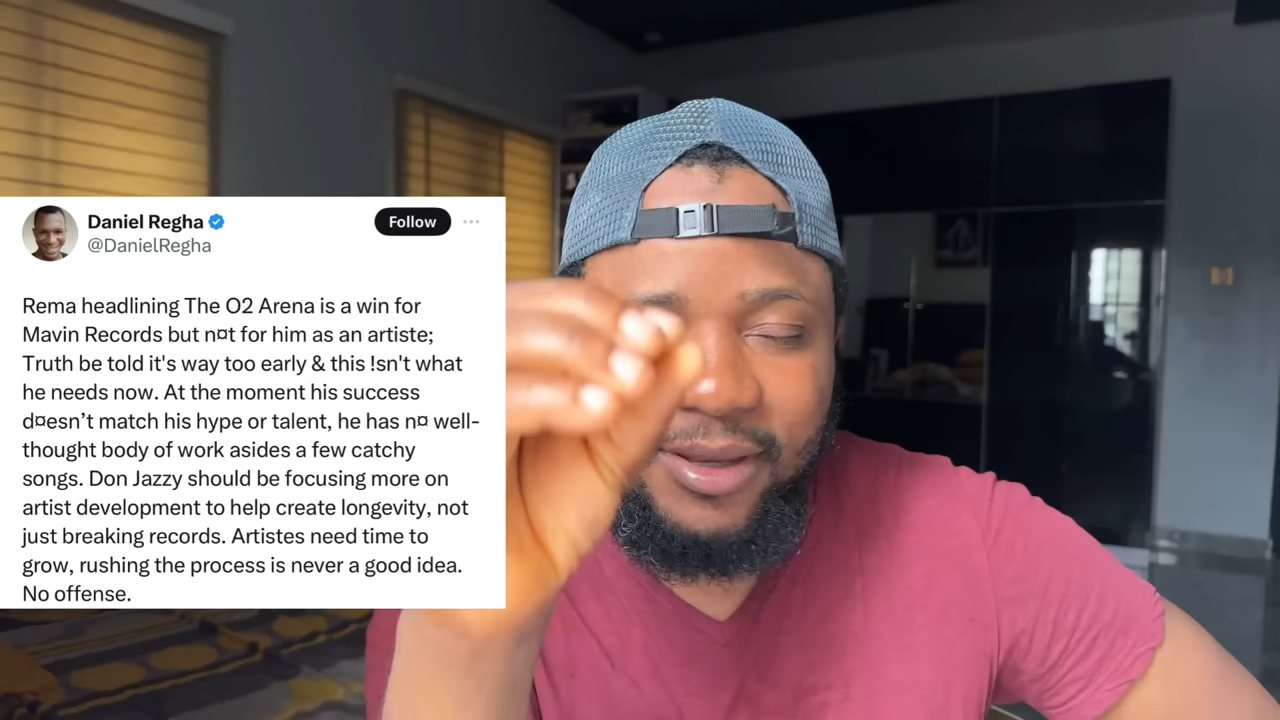 Daniel Regha
Follow
@DanielRegha
Rema headlining The O2 Arena is a win for
Mavin Records but n¤t for him as an artiste;
Truth be told it's way too early & this !sn't what
he needs now. At the moment his success
d¤esn’t match his hype or talent, he has n¤ well-
thought body of work asides a few catchy
songs. Don Jazzy should be focusing more on
artist development to help create longevity, not
just breaking records. Artistes need time to
grow, rushing the process is never a good idea.
No offense.